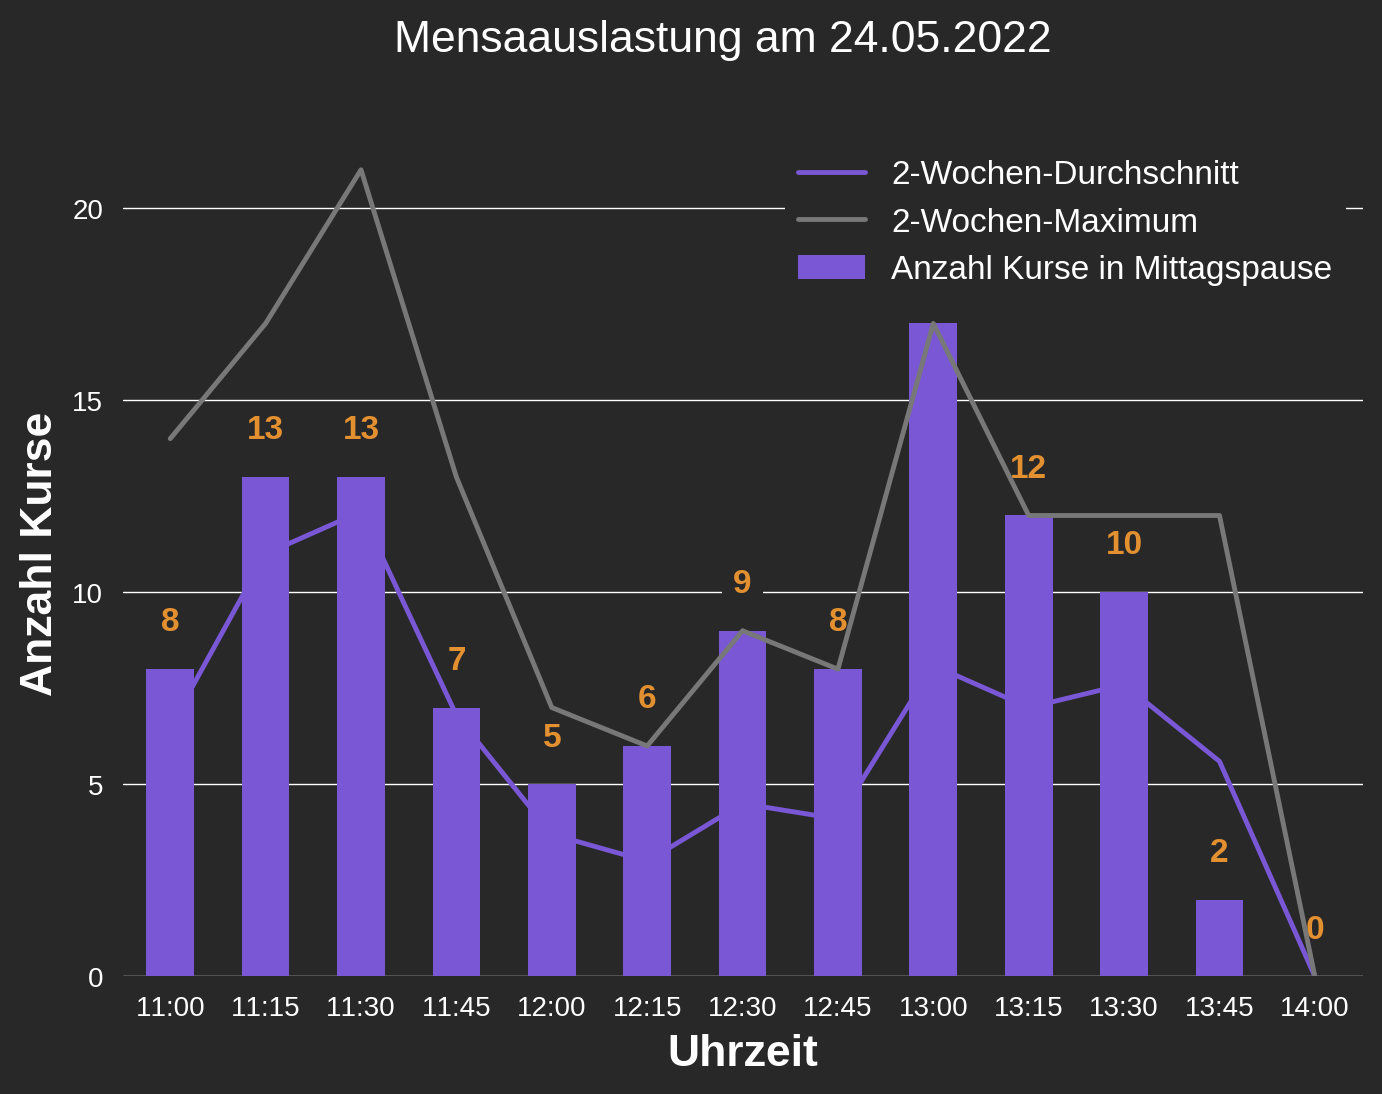 Mensaauslastung am 24.05.2022
2-Wochen-Durchschnitt
2-Wochen-Maximum
Anzahl Kurse in Mittagspause
Anzahl Kurse
20
15
10
5
0
8
13
13
7
5
6
9
8
12
10
2
0
11:00 11:15 11:30 11:45 12:00 12:15 12:30 12:45 13:00 13:15 13:30 13:45 14:00
Uhrzeit